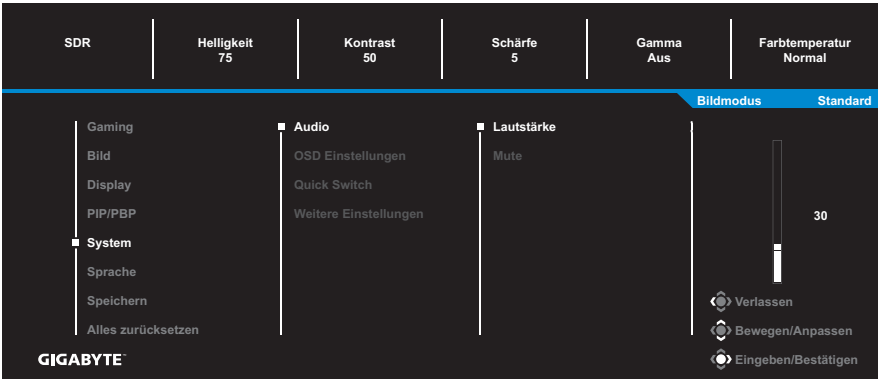 SDR
Helligkeit
75
Kontrast
50
Schärfe
5
Gamma
Aus
Farbtemperatur
Normal
Bildmodus Standard
Gaming
Bild
Display
PIP/PBP
System
Sprache
Speichern
Alles zurücksetzen
Audio
OSD Einstellungen
Quick Switch
Weitere Einstellungen
Lautstärke
Mute
30
Verlassen
Bewegen/Anpassen
Eingeben/Bestätigen
GIGABYTE™